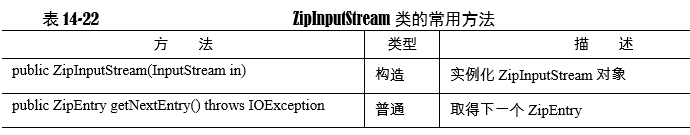 表 14-22 ZipInputStream 类的常用方法
方 法 类型 描 述
public ZipInputStream(InputStream in) 构造 实例化 ZipInputStream 对象
public ZipEntry getNextEntry() throws IOException 普通 取得下一个 ZipEntry